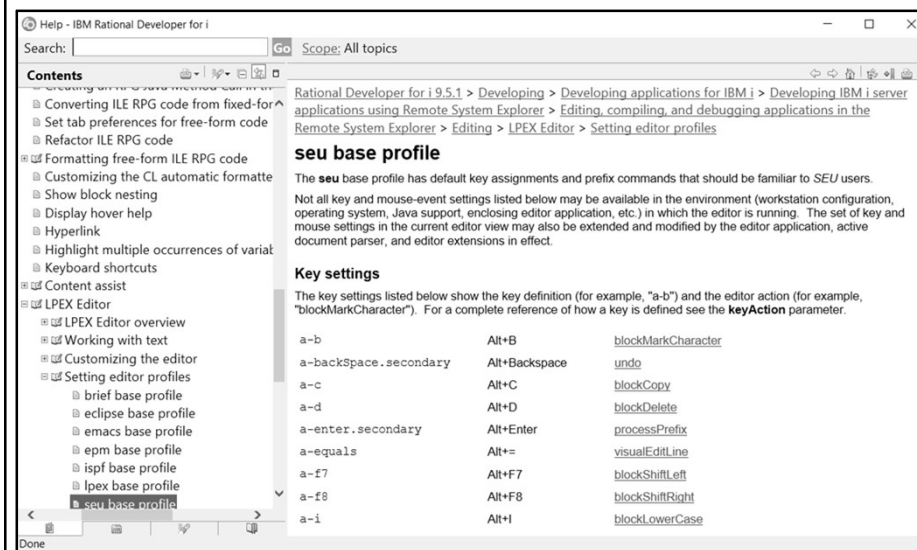 Help - IBM Rational Developer for i
Search:
Go
Scope: All topics
Contents
Converting ILE RPG code from fixed-for
Set tab preferences for free-form code
Refactor ILE RPG code
Formatting free-form ILE RPG code
Customizing the CL automatic formatte
Show block nesting
Display hover help
Hyperlink
Highlight multiple occurrences of variab
Keyboard shortcuts
Content assist
LPEX Editor
LPEX Editor overview
Working with text
Customizing the editor
Setting editor profiles
brief base profile
eclipse base profile
emacs base profile
epm base profile
ispf base profile
lpex base profile
seu base profile
Done
Rational Developer for i 9.5.1 > Developing > Developing applications for IBM i > Developing IBM i server
applications using Remote System Explorer > Editing, compiling, and debugging applications in the
Remote System Explorer > Editing > LPEX Editor > Setting editor profiles
seu base profile
The seu base profile has default key assignments and prefix commands that should be familiar to SEU users.
Not all key and mouse-event settings listed below may be available in the environment (workstation configuration,
operating system, Java support, enclosing editor application, etc.) in which the editor is running. The set of key and
mouse settings in the current editor view may also be extended and modified by the editor application, active
document parser, and editor extensions in effect.
Key settings
The key settings listed below show the key definition (for example, "a-b") and the editor action (for example,
"blockMarkCharacter"). For a complete reference of how a key is defined see the keyAction parameter.
a-b Alt+B blockMarkCharacter
a-backSpace.secondary Alt+Backspace undo
a-c Alt+C blockCopy
a-d Alt+D blockDelete
a-enter.secondary Alt+Enter processPrefix
a-equals Alt+= visualEditLine
a-f7 Alt+F7 blockShiftLeft
a-f8 Alt+F8 blockShiftRight
a-i Alt+I blockLowerCase